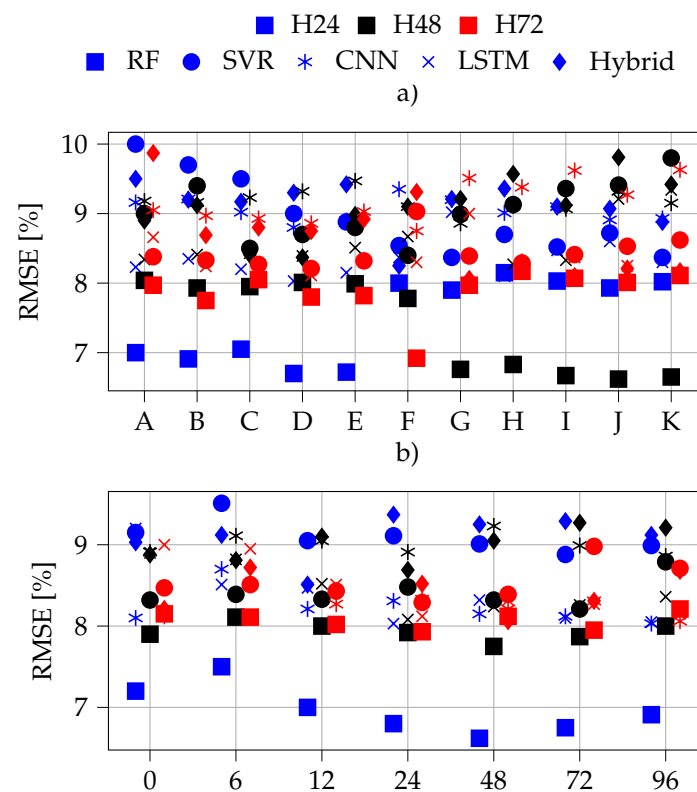 H24 H48 H72
RF SVR CNN LSTM Hybrid
a)
10
9
8
7
RMSE [%]
A B C D E F G H I J K
b)
9
8
7
RMSE [%]
0 6 12 24 48 72 96